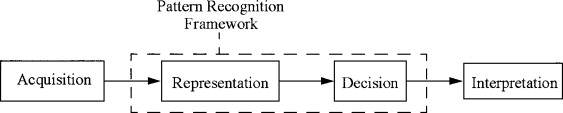 Pattern Recognition
Framework
Acquisition
Representation
Decision
Interpretation